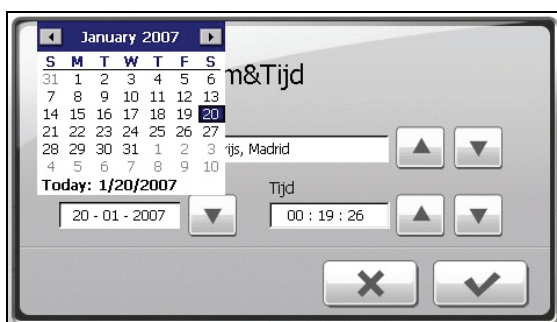 January 2007
S M T W T F S
31 1 2 3 4 5 6
7 8 9 10 11 12 13
14 15 16 17 18 19 20
21 22 23 24 25 26 27
28 29 30 31 1 2 3
4 5 6 7 8 9 10
Today: 1/20/2007
m&Tijd
rijs, Madrid
Tijd
20 - 01 - 2007
00 : 19 : 26